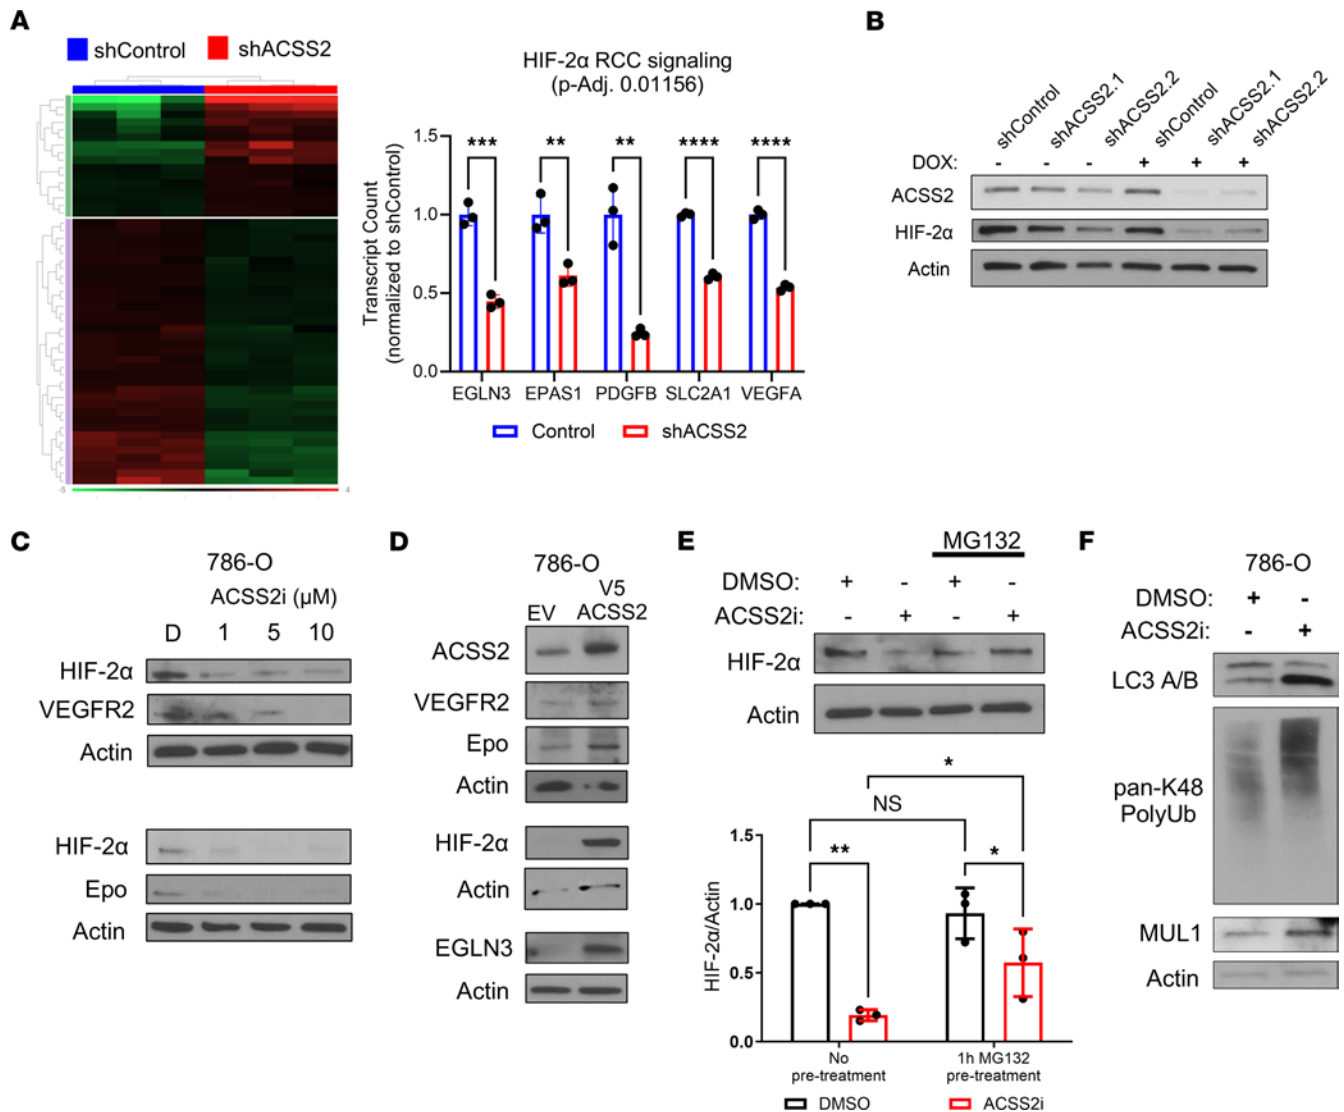 A
shControl
shACSS2
-5
4
HIF-2α RCC signaling
(p-Adj. 0.01156)
Transcript Count
(normalized to shControl)
1.5
1.0
0.5
0.0
***
**
**
****
****
EGLN3
EPAS1
PDGFB
SLC2A1
VEGFA
Control
shACSS2
B
shControl
shACSS2.1
shACSS2.2
shControl
shACSS2.1
shACSS2.2
DOX: - - - + + +
ACSS2
HIF-2α
Actin
C
786-O
ACSS2i (µM)
D 1 5 10
HIF-2α
VEGFR2
Actin
HIF-2α
Epo
Actin
D
786-O
EV
V5
ACSS2
ACSS2
VEGFR2
Epo
Actin
HIF-2α
Actin
EGLN3
Actin
E
MG132
DMSO: + - + -
ACSS2i: - + - +
HIF-2α
Actin
HIF-2α/Actin
1.5
1.0
0.5
0.0
*
NS
**
*
No
pre-treatment
1h MG132
pre-treatment
DMSO
ACSS2i
F
786-O
DMSO: + -
ACSS2i: - +
LC3 A/B
pan-K48
PolyUb
MUL1
Actin